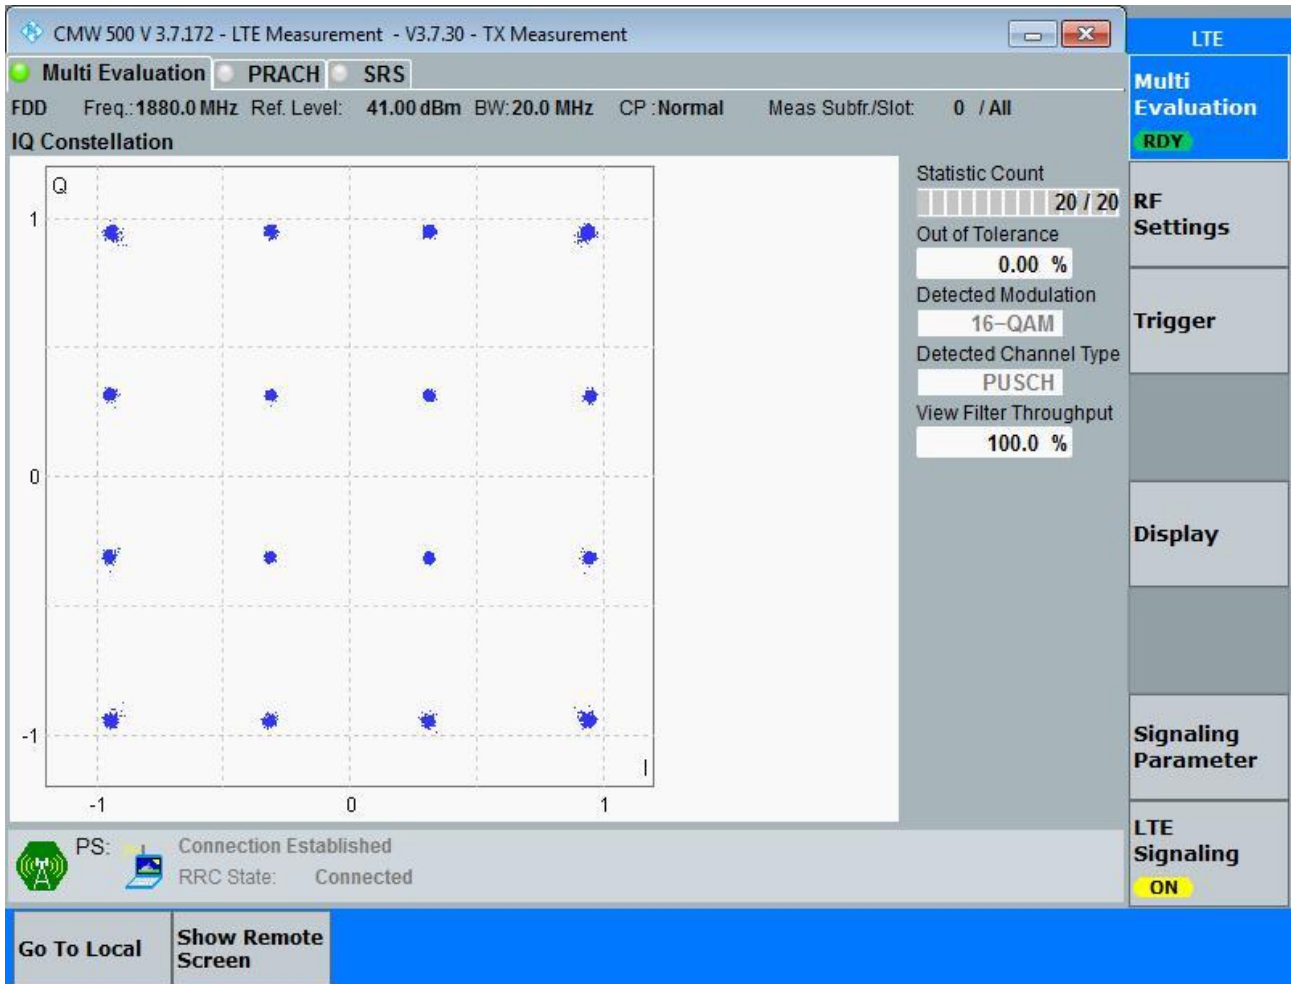 CMW 500 V 3.7.172 - LTE Measurement - V3.7.30 - TX Measurement
LTE
Multi Evaluation PRACH SRS
FDD Freq.:1880.0 MHz Ref. Level: 41.00 dBm BW:20.0 MHz CP :Normal Meas Subfr./Slot: 0 / All
IQ Constellation
Q
1
0
-1
I
-1 0 1
Statistic Count
20 / 20
Out of Tolerance
0.00 %
Detected Modulation
16-QAM
Detected Channel Type
PUSCH
View Filter Throughput
100.0 %
Multi
Evaluation
RDY
RF
Settings
Trigger
Display
Signaling
Parameter
LTE
Signaling
ON
PS: Connection Established
RRC State: Connected
Go To Local
Show Remote
Screen